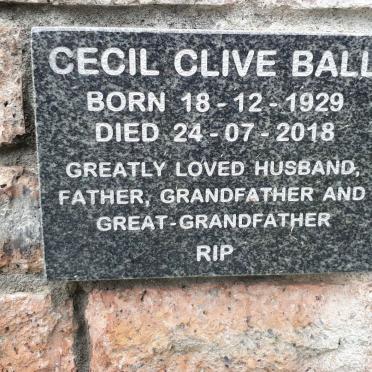 CECIL CLIVE BALL
BORN 18-12-1929
DIED 24-07-2018
GREATLY LOVED HUSBAND,
FATHER, GRANDFATHER AND
GREAT-GRANDFATHER
RIP